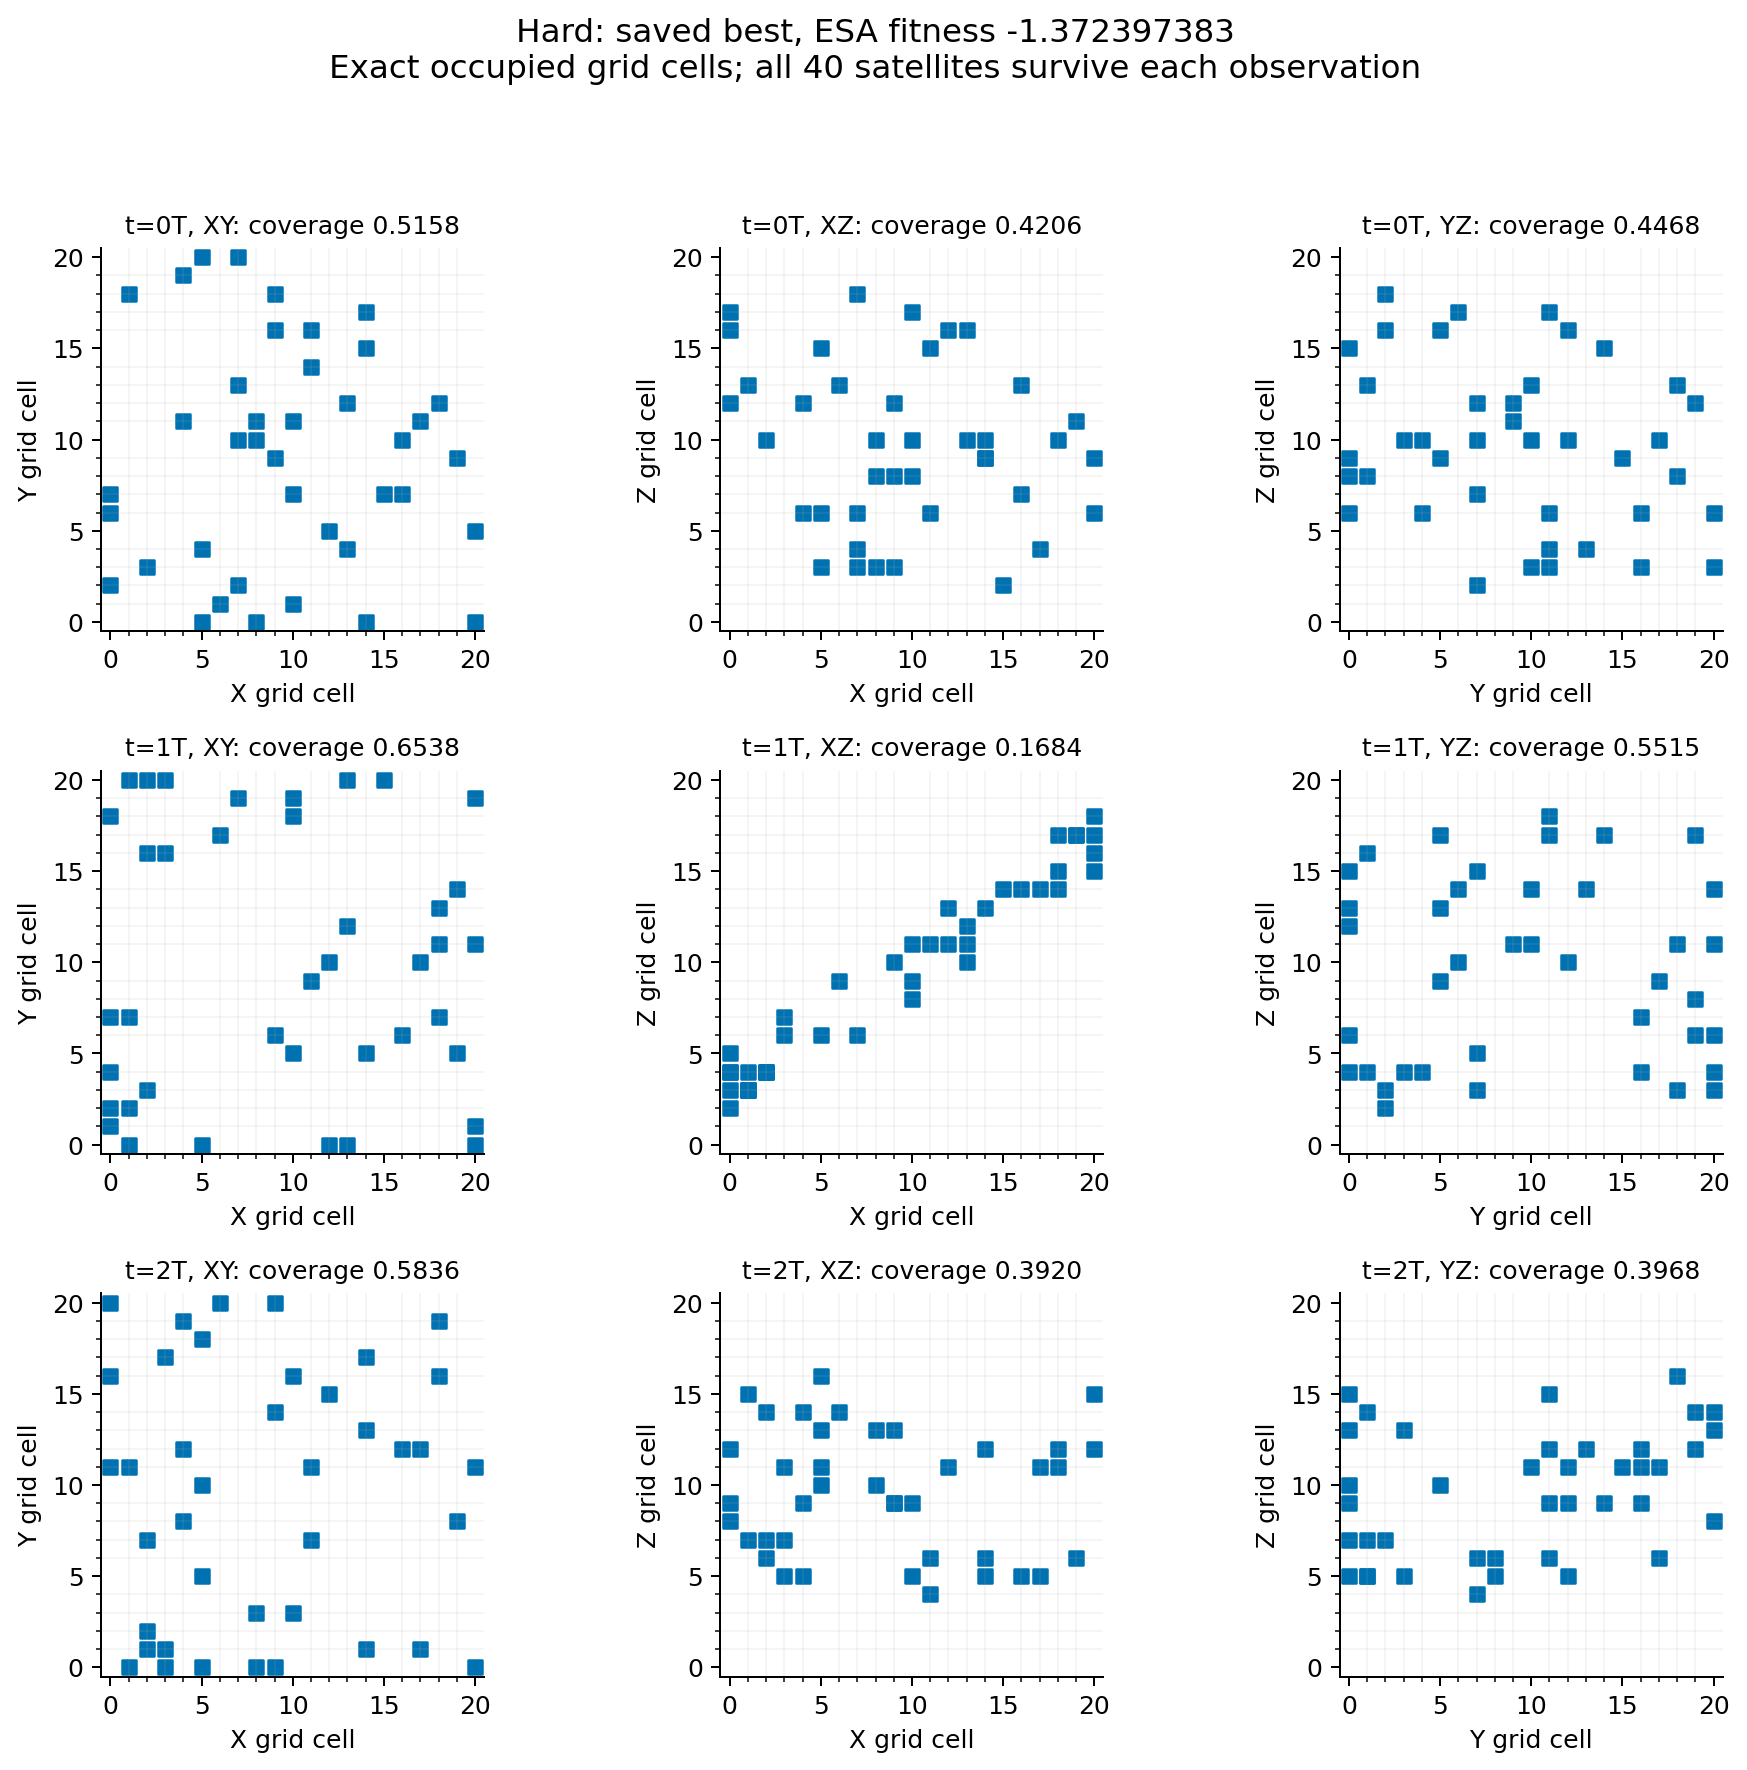 Hard: saved best, ESA fitness -1.372397383
Exact occupied grid cells; all 40 satellites survive each observation
t=0T, XY: coverage 0.5158
20
15
10
5
0
Y grid cell
0 5 10 15 20
X grid cell
t=0T, XZ: coverage 0.4206
20
15
10
5
0
Z grid cell
0 5 10 15 20
X grid cell
t=0T, YZ: coverage 0.4468
20
15
10
5
0
Z grid cell
0 5 10 15 20
Y grid cell
t=1T, XY: coverage 0.6538
20
15
10
5
0
Y grid cell
0 5 10 15 20
X grid cell
t=1T, XZ: coverage 0.1684
20
15
10
5
0
Z grid cell
0 5 10 15 20
X grid cell
t=1T, YZ: coverage 0.5515
20
15
10
5
0
Z grid cell
0 5 10 15 20
Y grid cell
t=2T, XY: coverage 0.5836
20
15
10
5
0
Y grid cell
0 5 10 15 20
X grid cell
t=2T, XZ: coverage 0.3920
20
15
10
5
0
Z grid cell
0 5 10 15 20
X grid cell
t=2T, YZ: coverage 0.3968
20
15
10
5
0
Z grid cell
0 5 10 15 20
Y grid cell